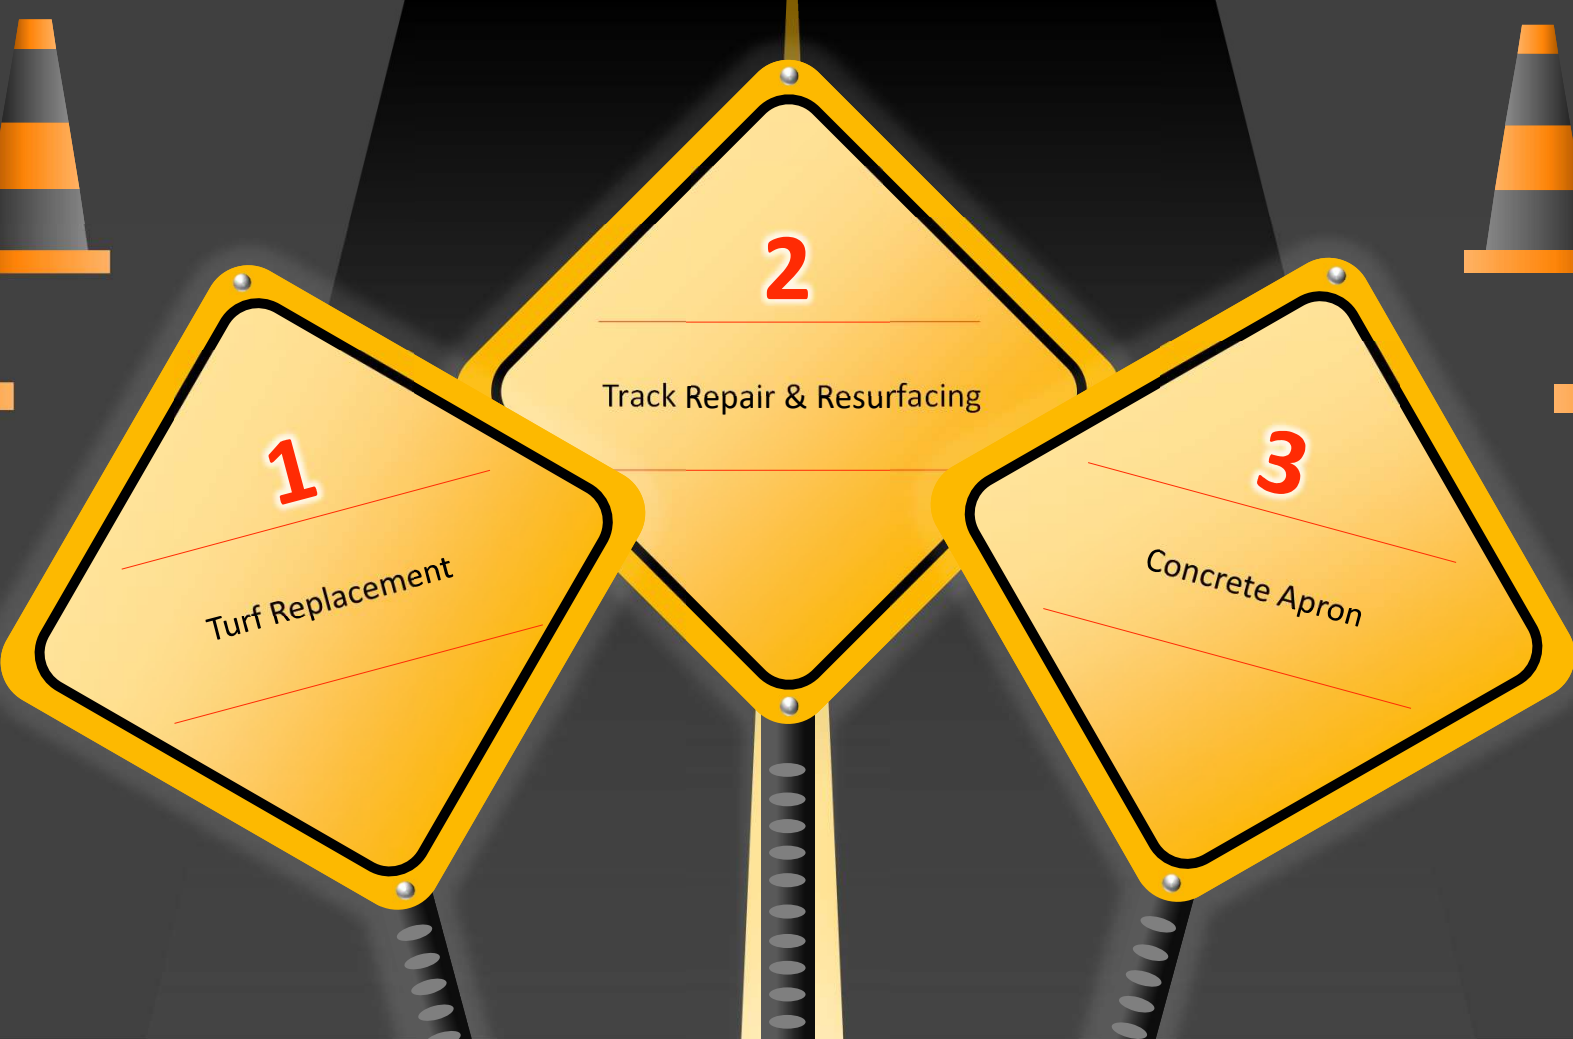 1
Turf Replacement
2
Track Repair & Resurfacing
3
Concrete Apron